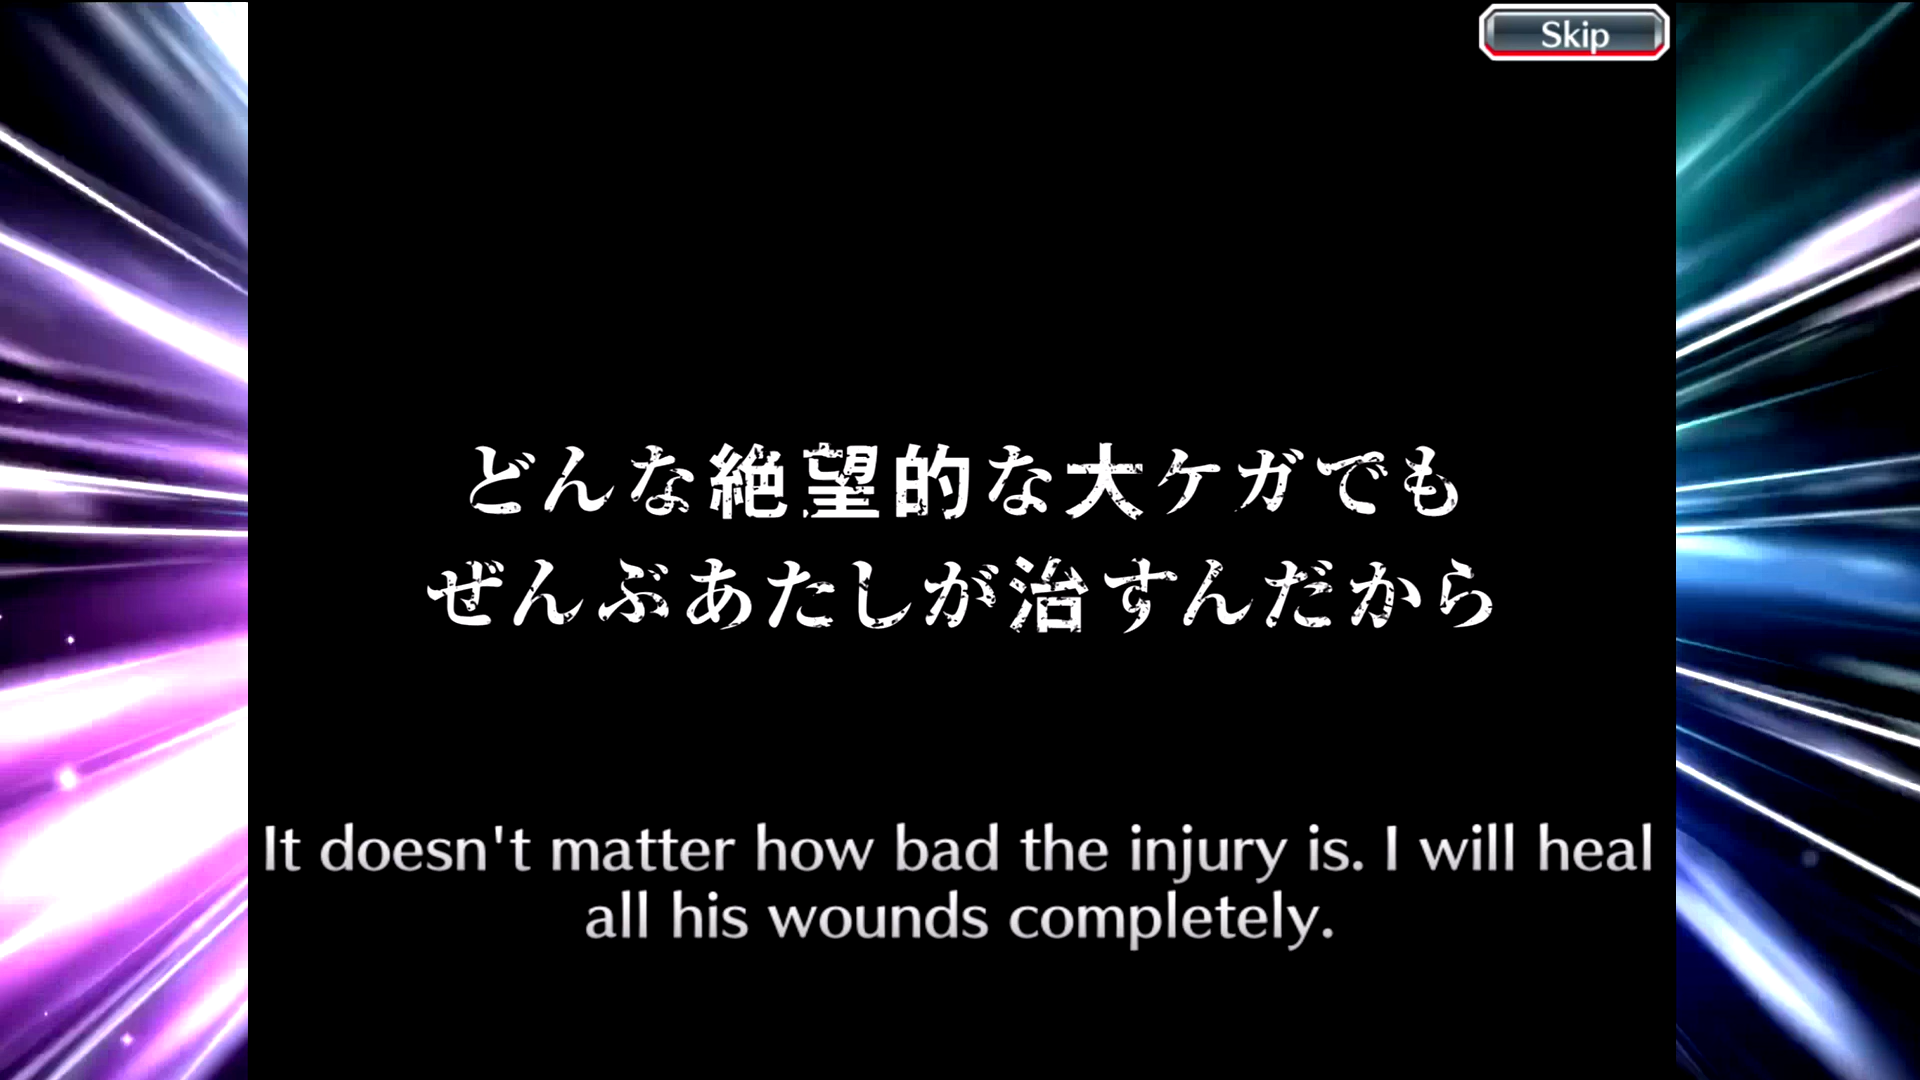 Skip
どんな絶望的な大ケガでも
ぜんぶあたしが治すんだから
It doesn't matter how bad the injury is. I will heal
all his wounds completely.